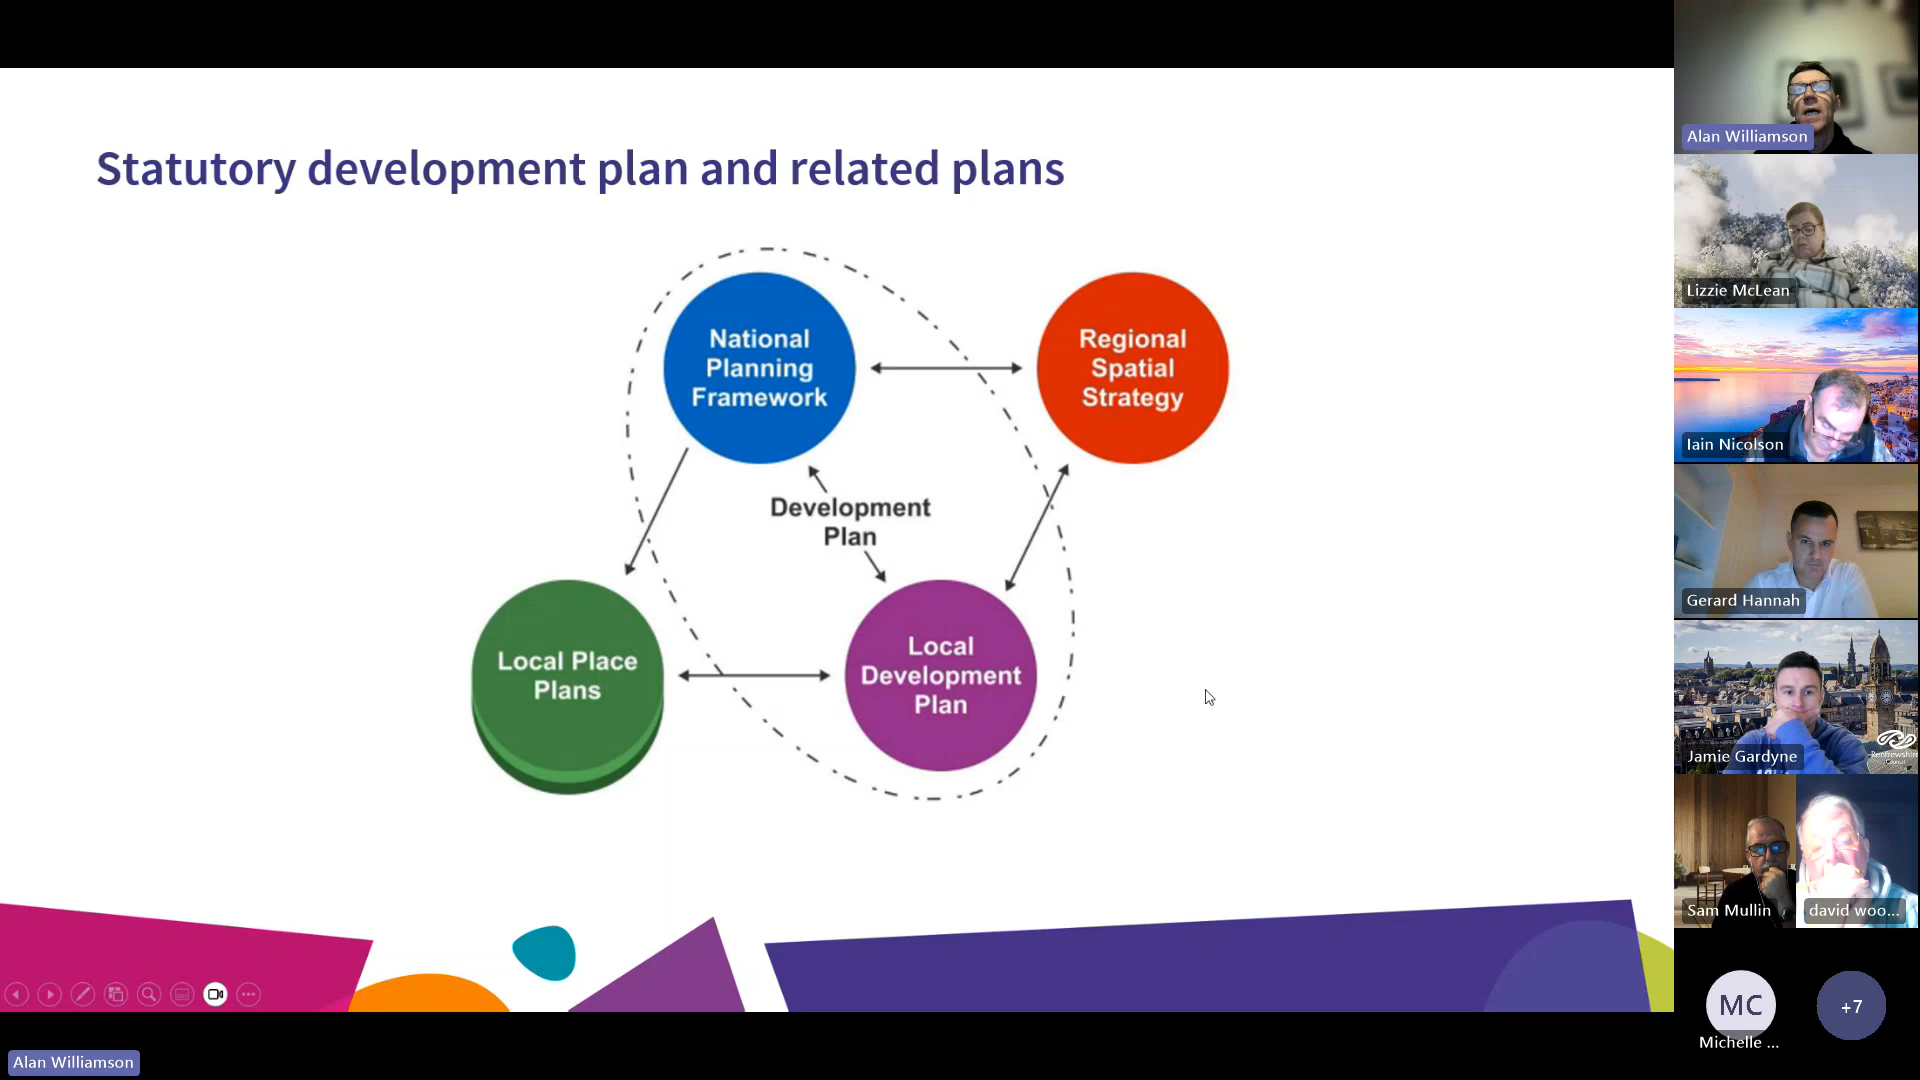 Statutory development plan and related plans
National
Planning
Framework
Regional
Spatial
Strategy
Development
Plan
Local Place
Plans
Local
Development
Plan
Alan Williamson
Lizzie McLean
Iain Nicolson
Gerard Hannah
Jamie Gardyne
Renfrewshire
Council
Sam Mullin
david woo...
MC
Michelle ...
+7
Alan Williamson